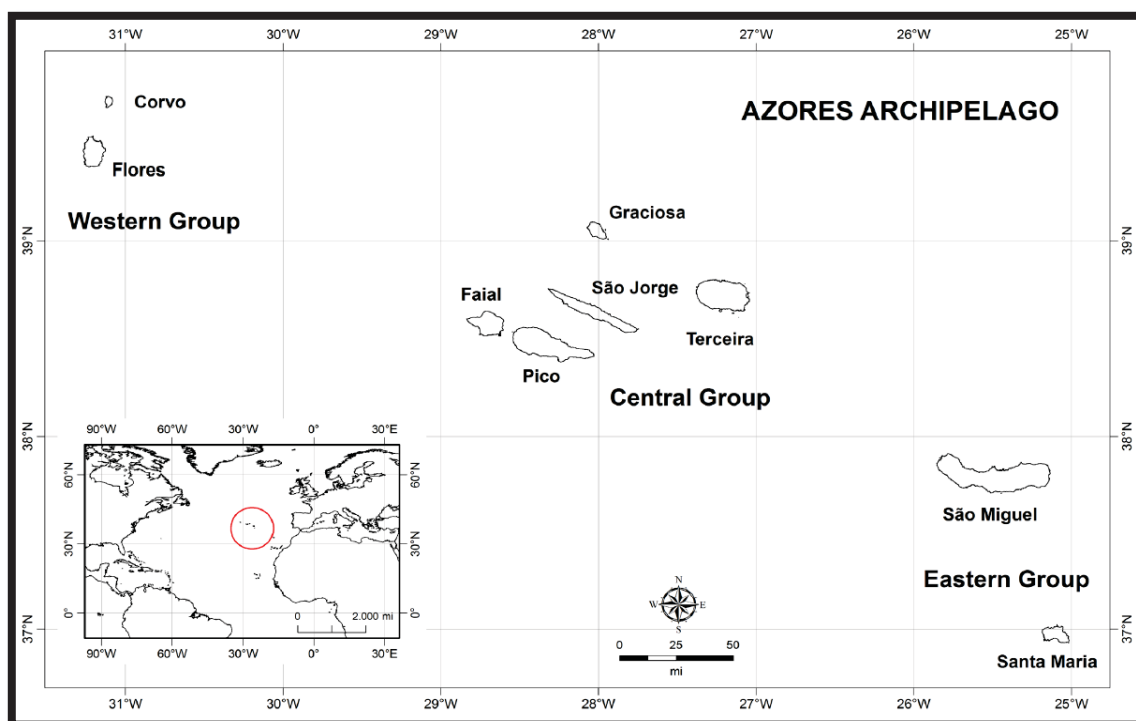 31°W 30°W 29°W 28°W 27°W 26°W 25°W
Corvo
AZORES ARCHIPELAGO
Flores
Western Group
Graciosa
39°N 39°N
São Jorge
Faial
Terceira
Pico
Central Group
38°N 38°N
90°W 60°W 30°W 0° 30°E
60°N 60°N
São Miguel
30°N 30°N
Eastern Group
N
W E
S
0° 0 2.000 mi 0°
37°N 37°N
0 25 50
mi
90°W 60°W 30°W 0° 30°E
Santa Maria
31°W 30°W 29°W 28°W 27°W 26°W 25°W